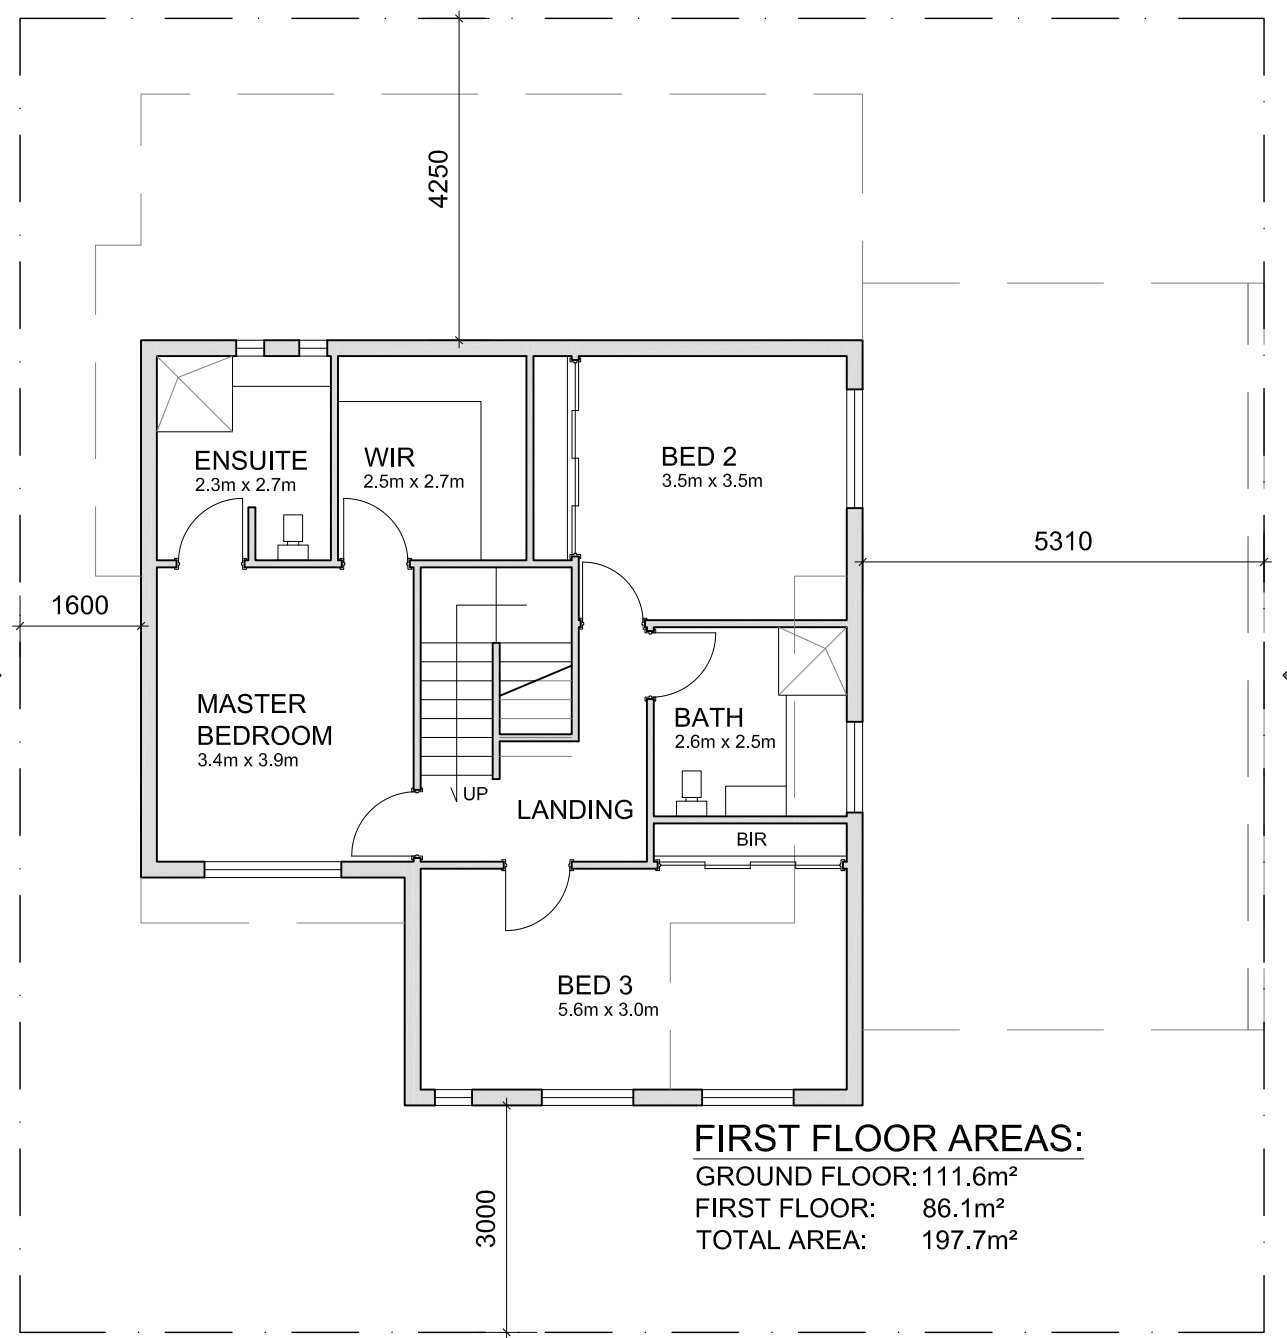 4250
ENSUITE
2.3m x 2.7m
WIR
2.5m x 2.7m
BED 2
3.5m x 3.5m
5310
1600
MASTER
BEDROOM
3.4m x 3.9m
BATH
2.6m x 2.5m
UP
LANDING
BIR
BED 3
5.6m x 3.0m
FIRST FLOOR AREAS:
GROUND FLOOR: 111.6m²
FIRST FLOOR: 86.1m²
TOTAL AREA: 197.7m²
3000